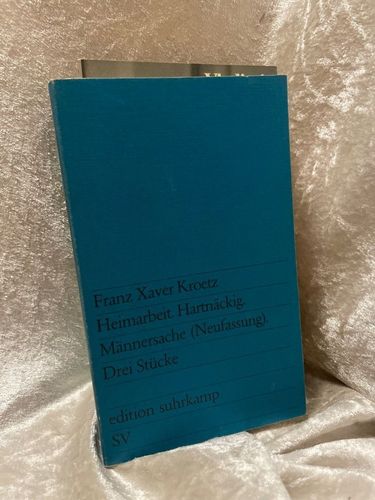 Franz Xaver Kroetz
Heimarbeit. Hartnäckig.
Männersache (Neufassung).
Drei Stücke
edition suhrkamp
SV